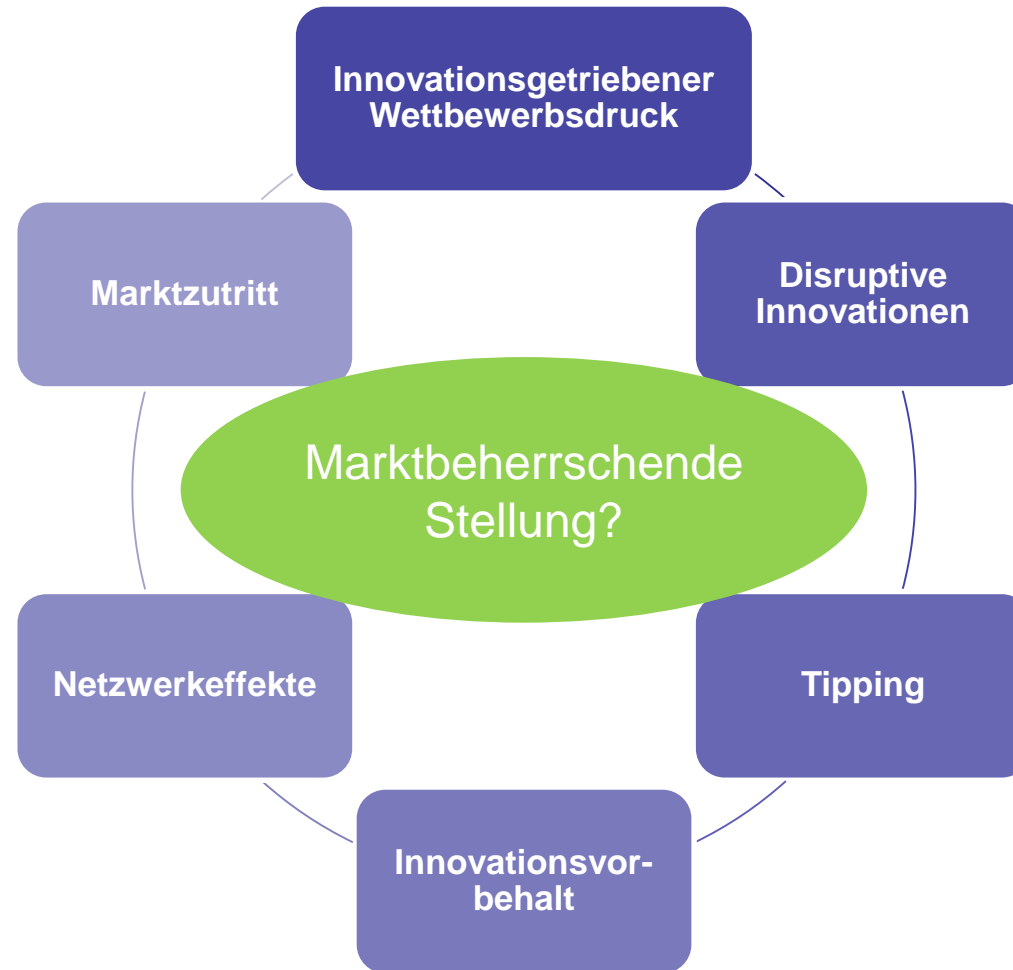 Innovationsgetriebener
Wettbewerbsdruck
Marktzutritt
Disruptive
Innovationen
Marktbeherrschende
Stellung?
Netzwerkeffekte
Tipping
Innovationsvor-
behalt